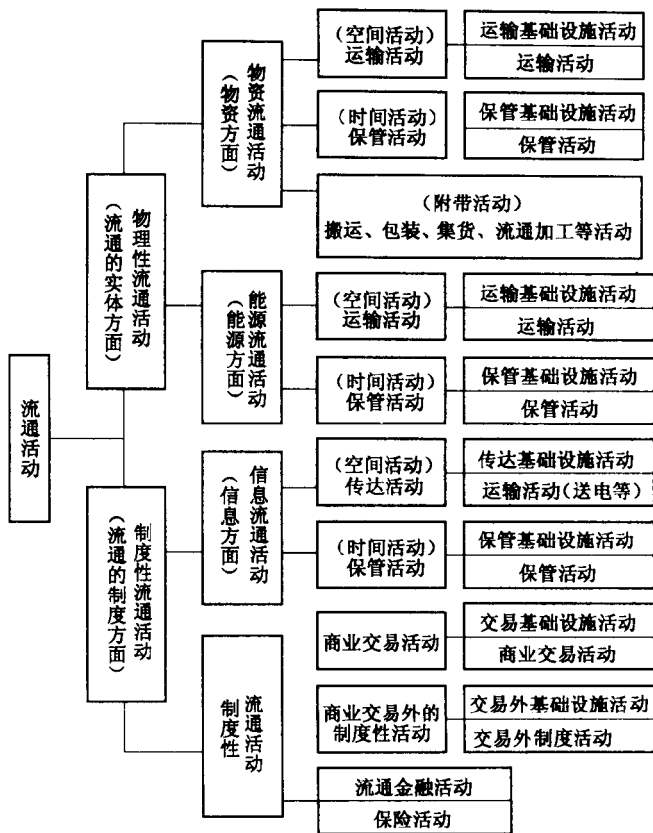 流通活动
物理性流通活动
（流通的实体方面）
制度性流通活动
（流通的制度方面）
物资流通活动
（物资方面）
能源流通活动
（能源方面）
信息流通活动
（信息方面）
流通活动
制度性
（空间活动）
运输活动
运输基础设施活动
运输活动
（时间活动）
保管活动
保管基础设施活动
保管活动
（附带活动）
搬运、包装、集货、流通加工等活动
（空间活动）
运输活动
运输基础设施活动
运输活动
（时间活动）
保管活动
保管基础设施活动
保管活动
（空间活动）
传达活动
传达基础设施活动
运输活动（送电等）
（时间活动）
保管活动
保管基础设施活动
保管活动
商业交易活动
交易基础设施活动
商业交易活动
商业交易外的
制度性活动
交易外基础设施活动
交易外制度活动
流通金融活动
保险活动